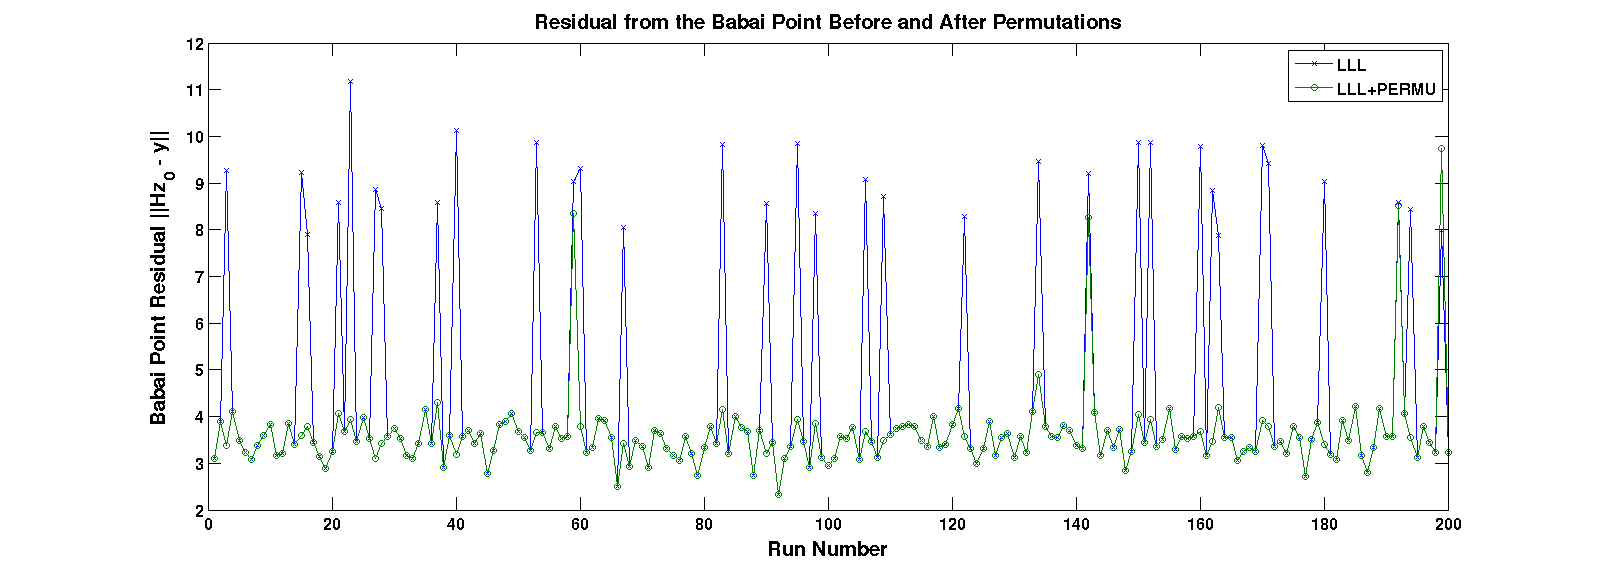 Residual from the Babai Point Before and After Permutations
12
11
10
9
8
7
6
5
4
3
2
Babai Point Residual ||Hz0 - y||
LLL
LLL+PERMU
0 20 40 60 80 100 120 140 160 180 200
Run Number